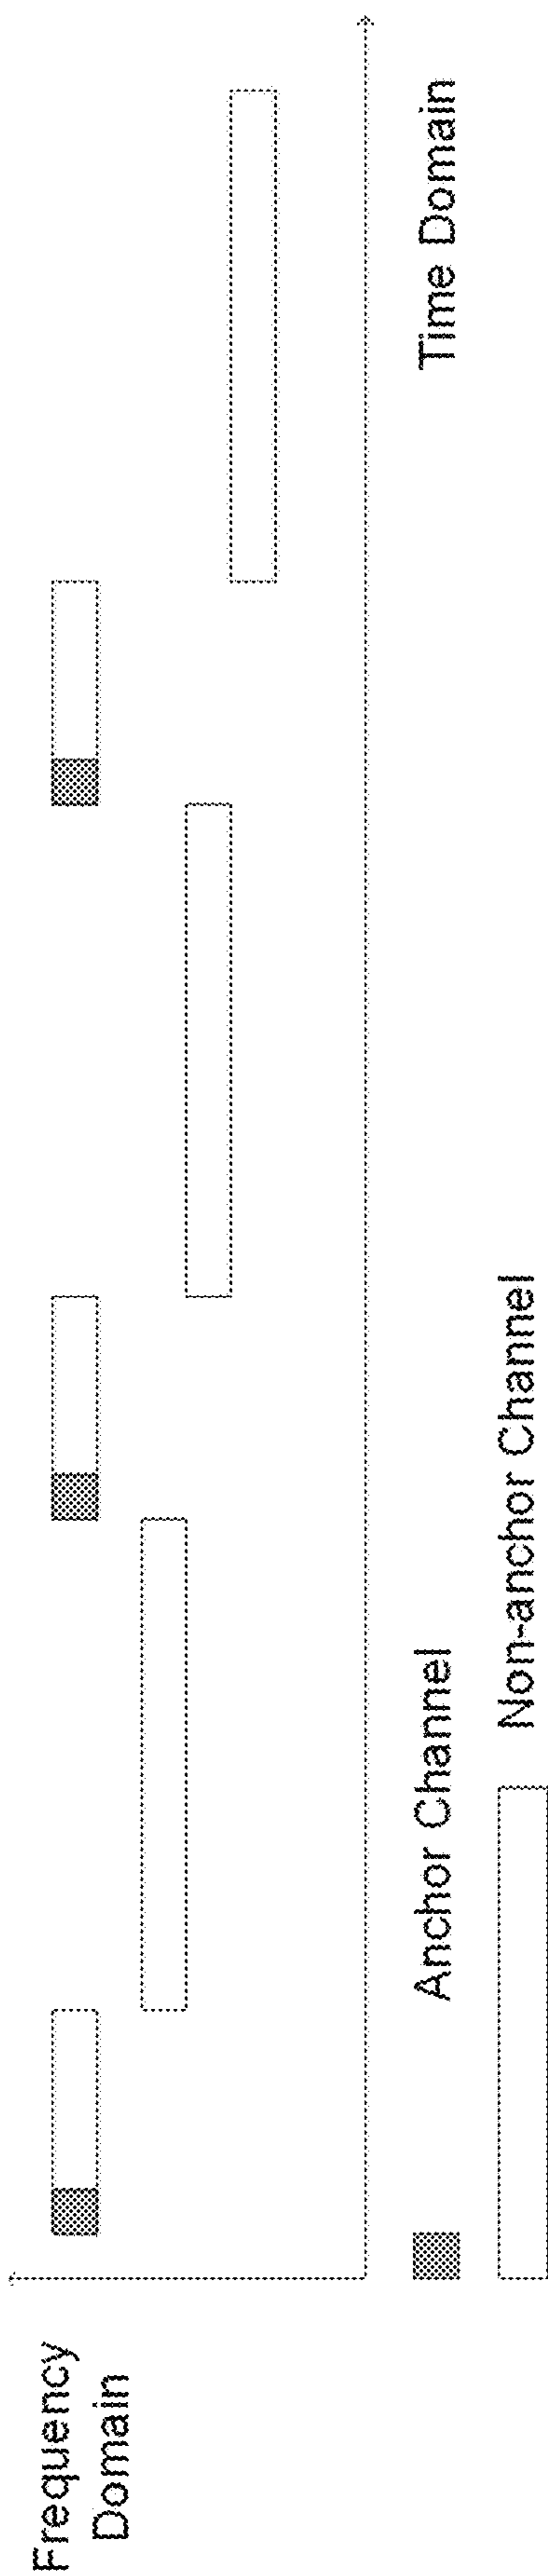 Frequency
Domain
Time Domain
Anchor Channel
Non-anchor Channel